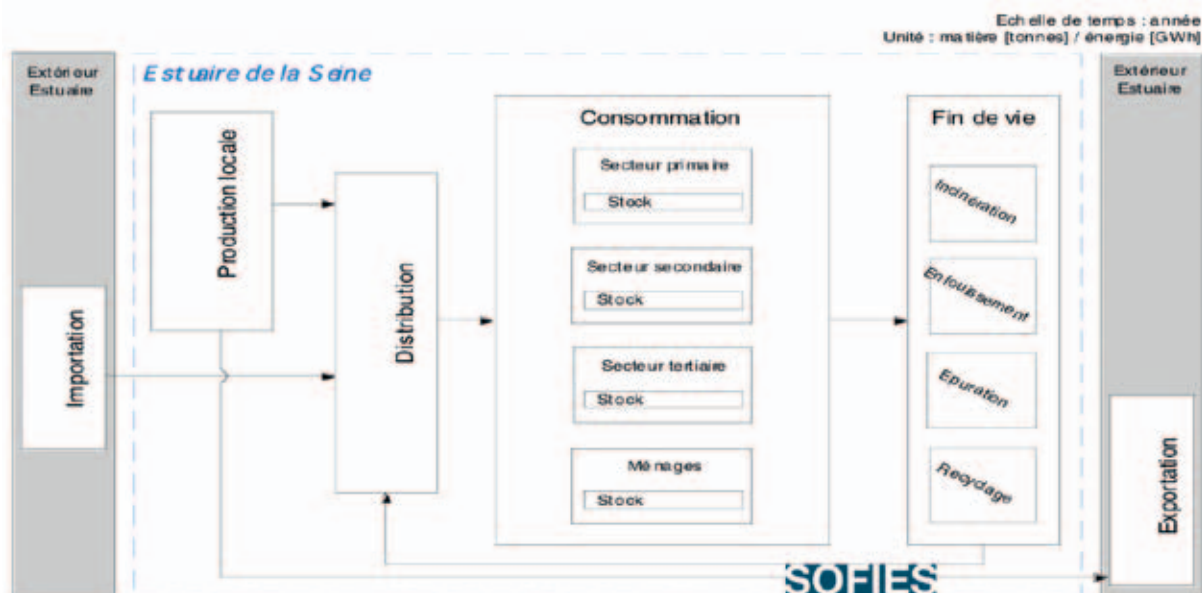 Echelle de temps : année
Unité : matière [tonnes] / énergie [GWh]
Extérieur
Estuaire
Estuaire de la Seine
Extérieur
Estuaire
Importation
Production locale
Distribution
Consommation
Secteur primaire
Stock
Secteur secondaire
Stock
Secteur tertiaire
Stock
Ménages
Stock
Fin de vie
Incinération
Enfouissement
Epuration
Recyclage
Exportation
SOFIES